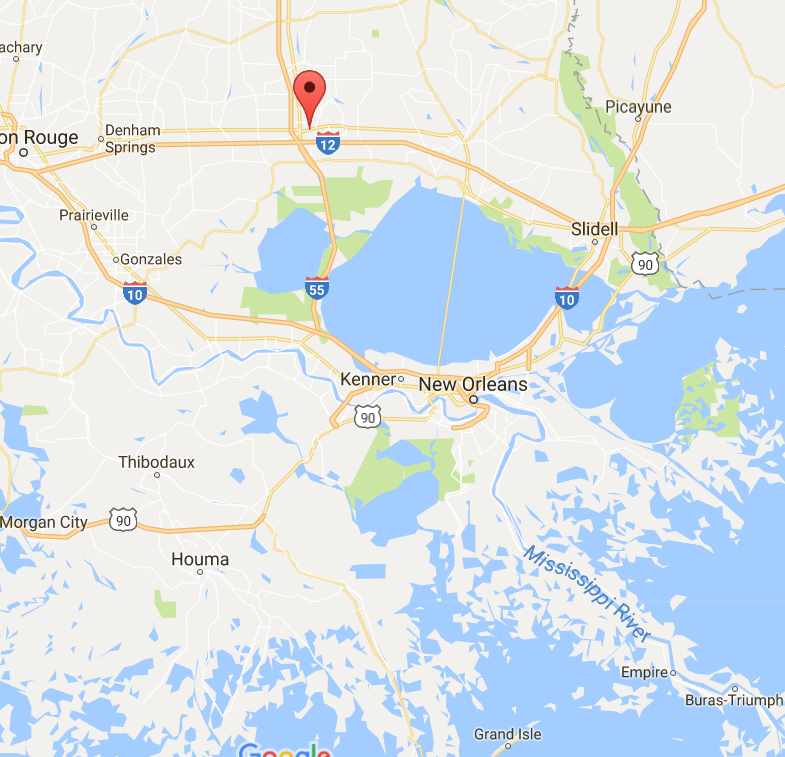 achary
Picayune
on Rouge
Denham
Springs
12
Prairieville
Slidell
Gonzales
90
10
55
10
Kenner
New Orleans
90
Thibodaux
Morgan City
90
Houma
Mississippi River
Empire
Buras-Triumph
Grand Isle
Google